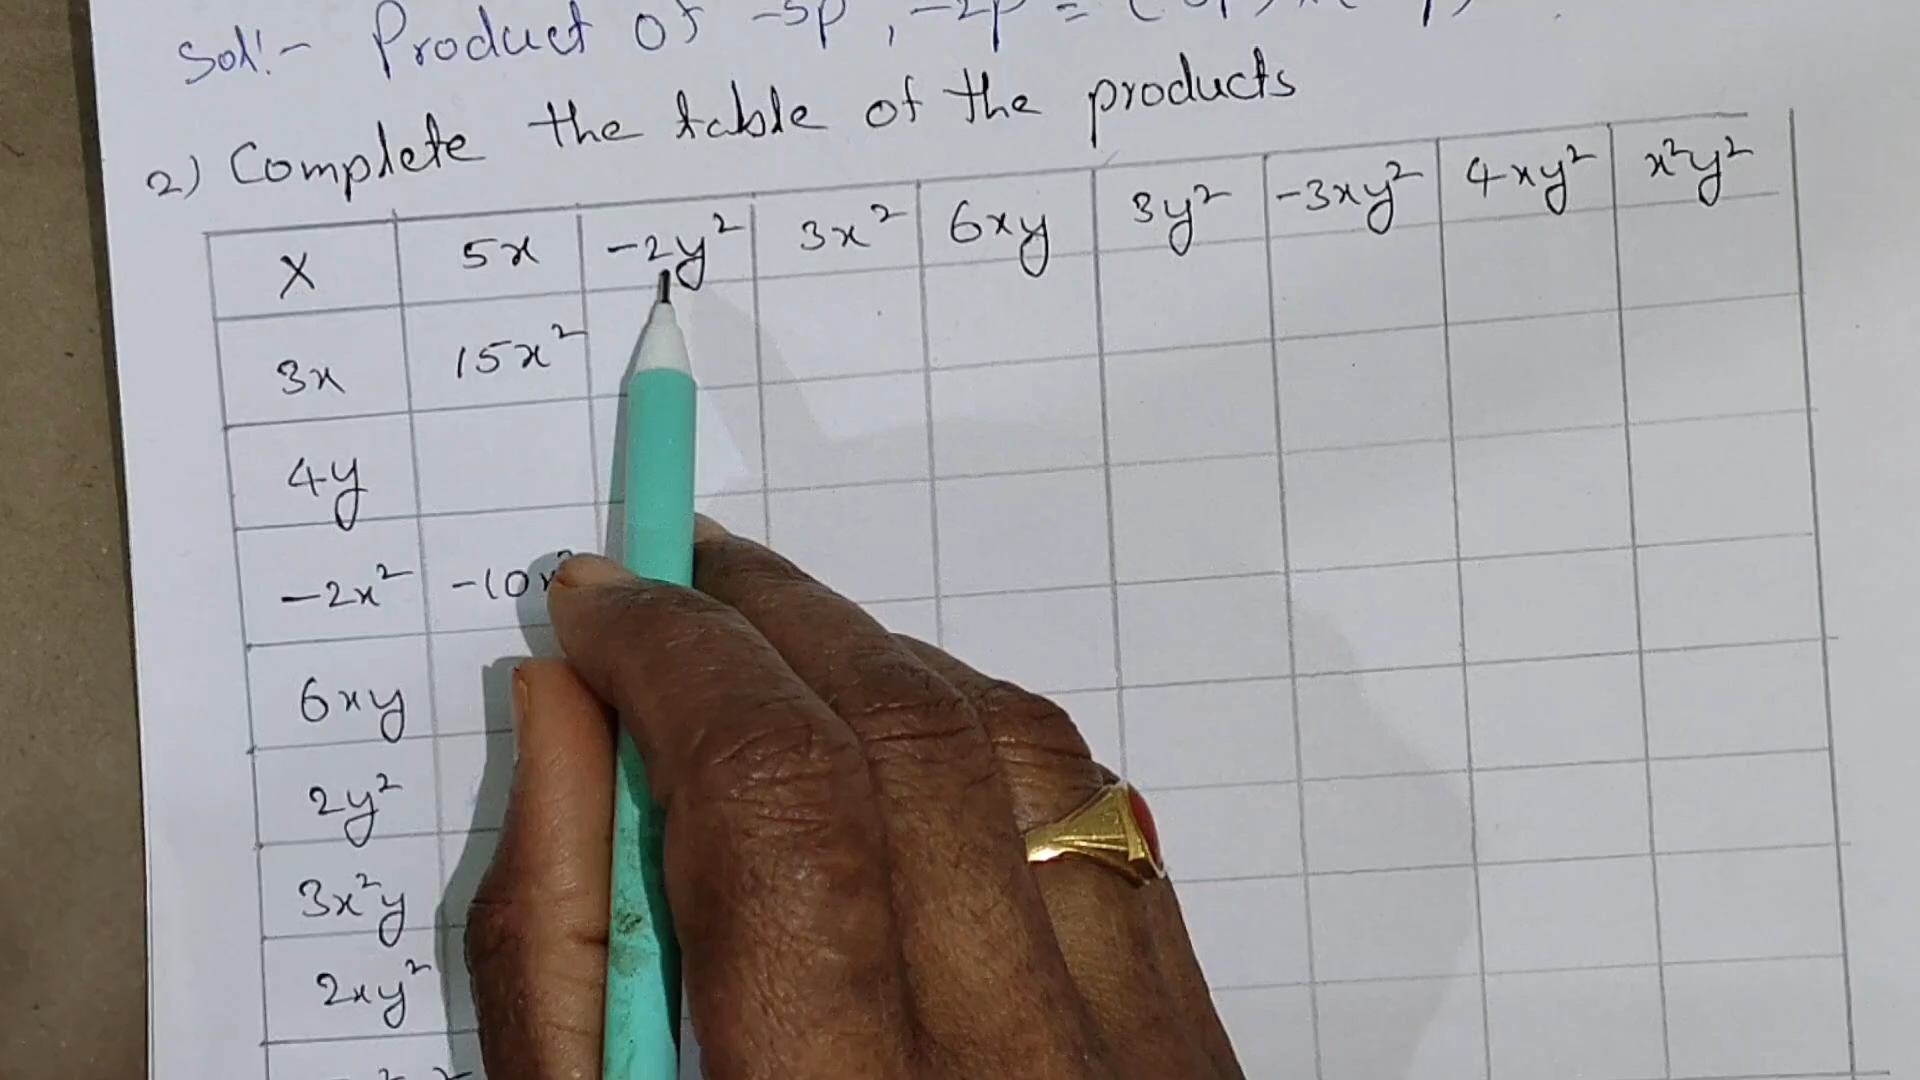 Sol:- Product of -5p, -2p =
2) Complete the table of the products
X 5x -2y² 3x² 6xy 3y² -3xy² 4xy² x²y²
3x 15x²
4y
-2x² -10x
6xy
2y²
3x²y
2xy²